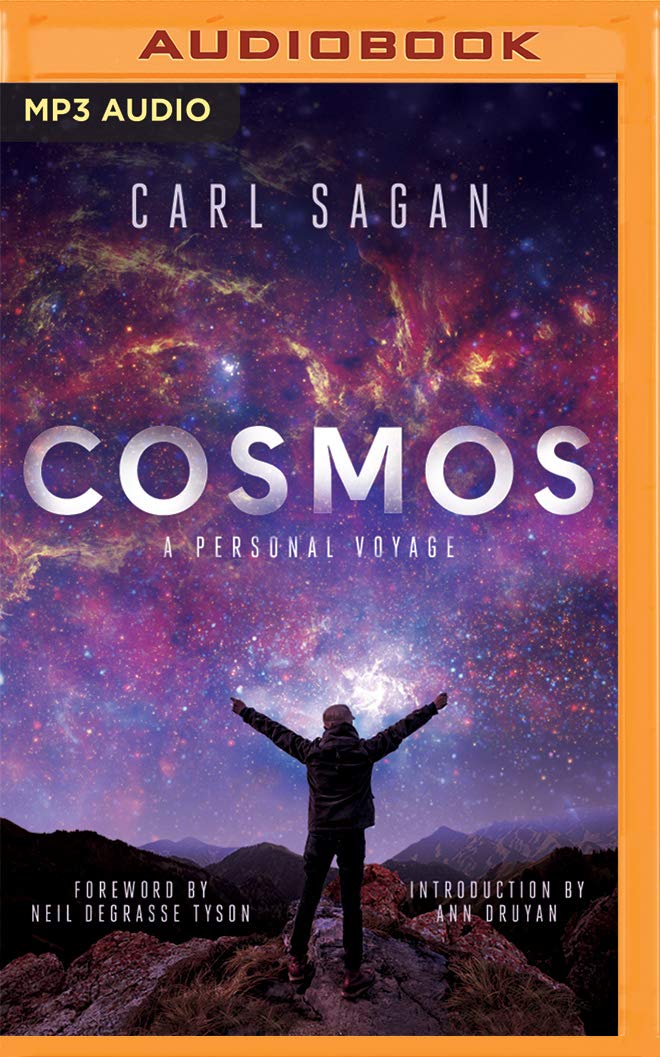 AUDIOBOOK
MP3 AUDIO
CARL SAGAN
COSMOS
A PERSONAL VOYAGE
FOREWORD BY
NEIL DEGRASSE TYSON
INTRODUCTION BY
ANN DRUYAN